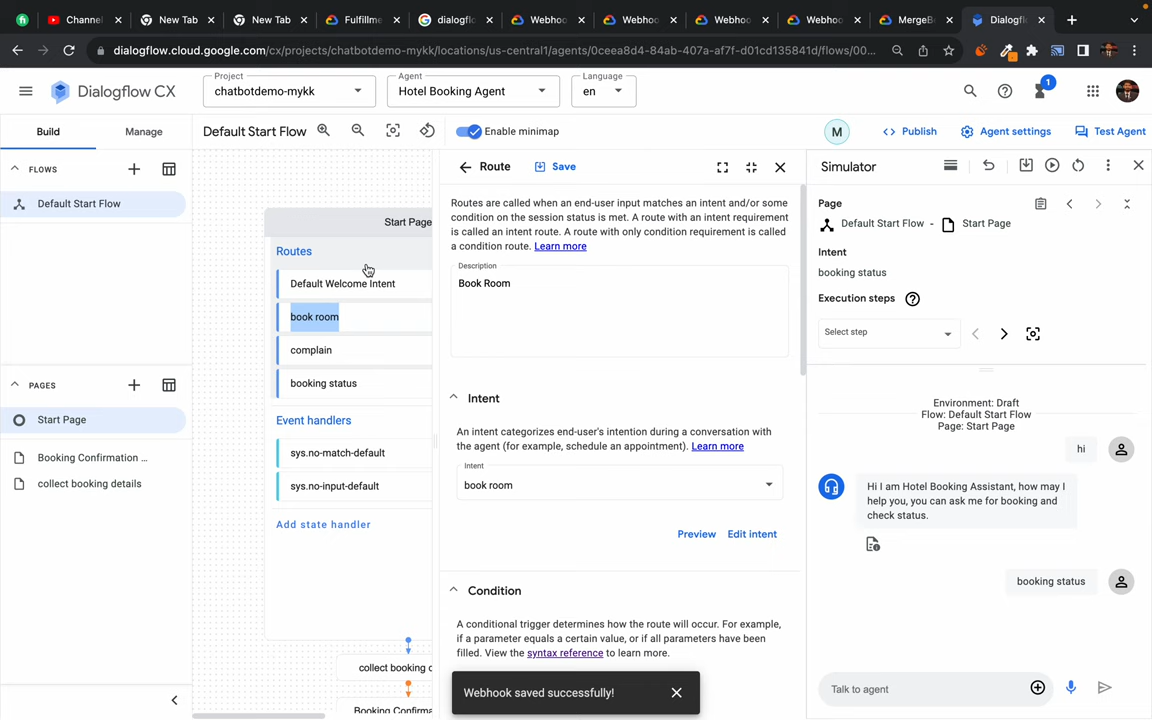 Channel
New Tab
New Tab
Fulfillme
dialogflo
Webhoo
Webhoo
Webhoo
Webhoo
MergeB
Dialogfl
dialogflow.cloud.google.com/cx/projects/chatbotdemo-mykk/locations/us-central1/agents/0ceea8d4-84ab-407a-af7f-d01cd135841d/flows/00...
Dialogflow CX
Project
chatbotdemo-mykk
Agent
Hotel Booking Agent
Language
en
1
Build
Manage
Default Start Flow
Enable minimap
M
Publish
Agent settings
Test Agent
FLOWS
Default Start Flow
PAGES
Start Page
Booking Confirmation ...
collect booking details
Start Page
Routes
Default Welcome Intent
book room
complain
booking status
Event handlers
sys.no-match-default
sys.no-input-default
Add state handler
collect booking d
Booking Confirma
Route
Save
Routes are called when an end-user input matches an intent and/or some
condition on the session status is met. A route with an intent requirement
is called an intent route. A route with only condition requirement is called
a condition route. Learn more
Description
Book Room
Intent
An intent categorizes end-user's intention during a conversation with
the agent (for example, schedule an appointment). Learn more
Intent
book room
Preview
Edit intent
Condition
A conditional trigger determines how the route will occur. For example,
if a parameter equals a certain value, or if all parameters have been
filled. View the syntax reference to learn more.
Webhook saved successfully!
Simulator
Page
Default Start Flow - Start Page
Intent
booking status
Execution steps
Select step
Environment: Draft
Flow: Default Start Flow
Page: Start Page
hi
Hi I am Hotel Booking Assistant, how may I
help you, you can ask me for booking and
check status.
booking status
Talk to agent